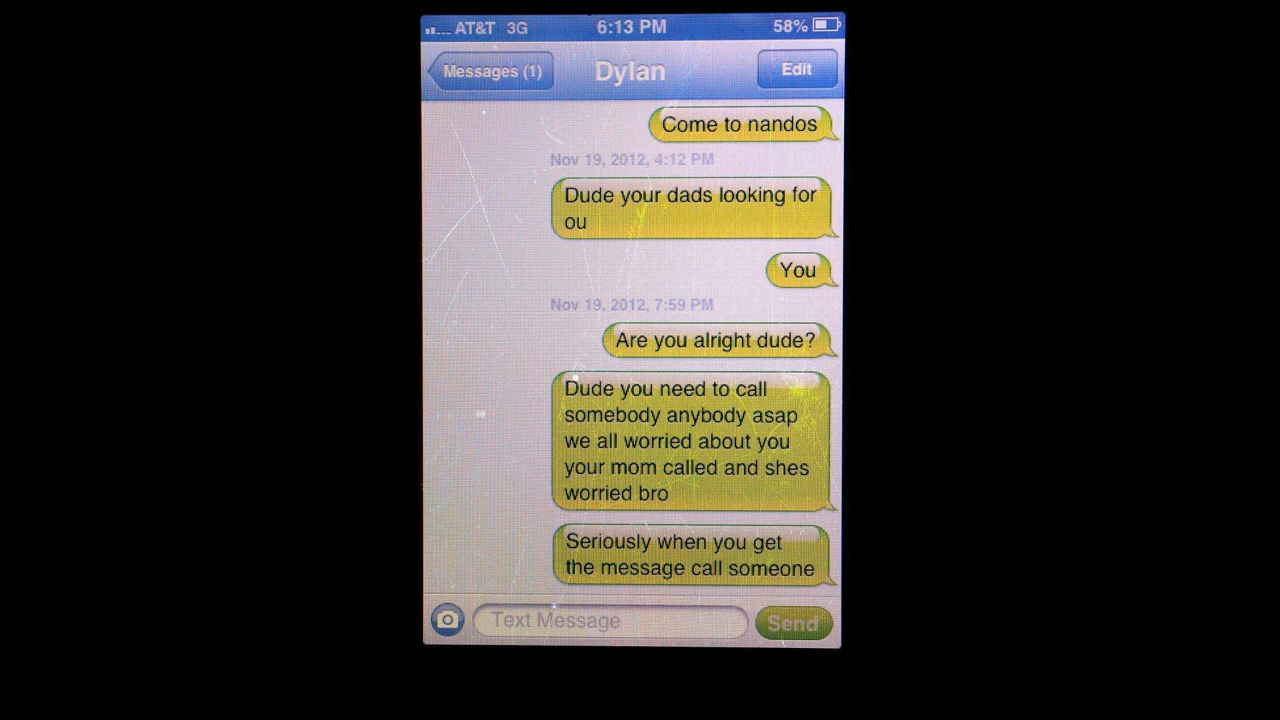 AT&T 3G 6:13 PM 58%
Messages (1) Dylan Edit
Come to nandos
Nov 19, 2012, 4:12 PM
Dude your dads looking for
ou
You
Nov 19, 2012, 7:59 PM
Are you alright dude?
Dude you need to call
somebody anybody asap
we all worried about you
your mom called and shes
worried bro
Seriously when you get
the message call someone
Text Message Send